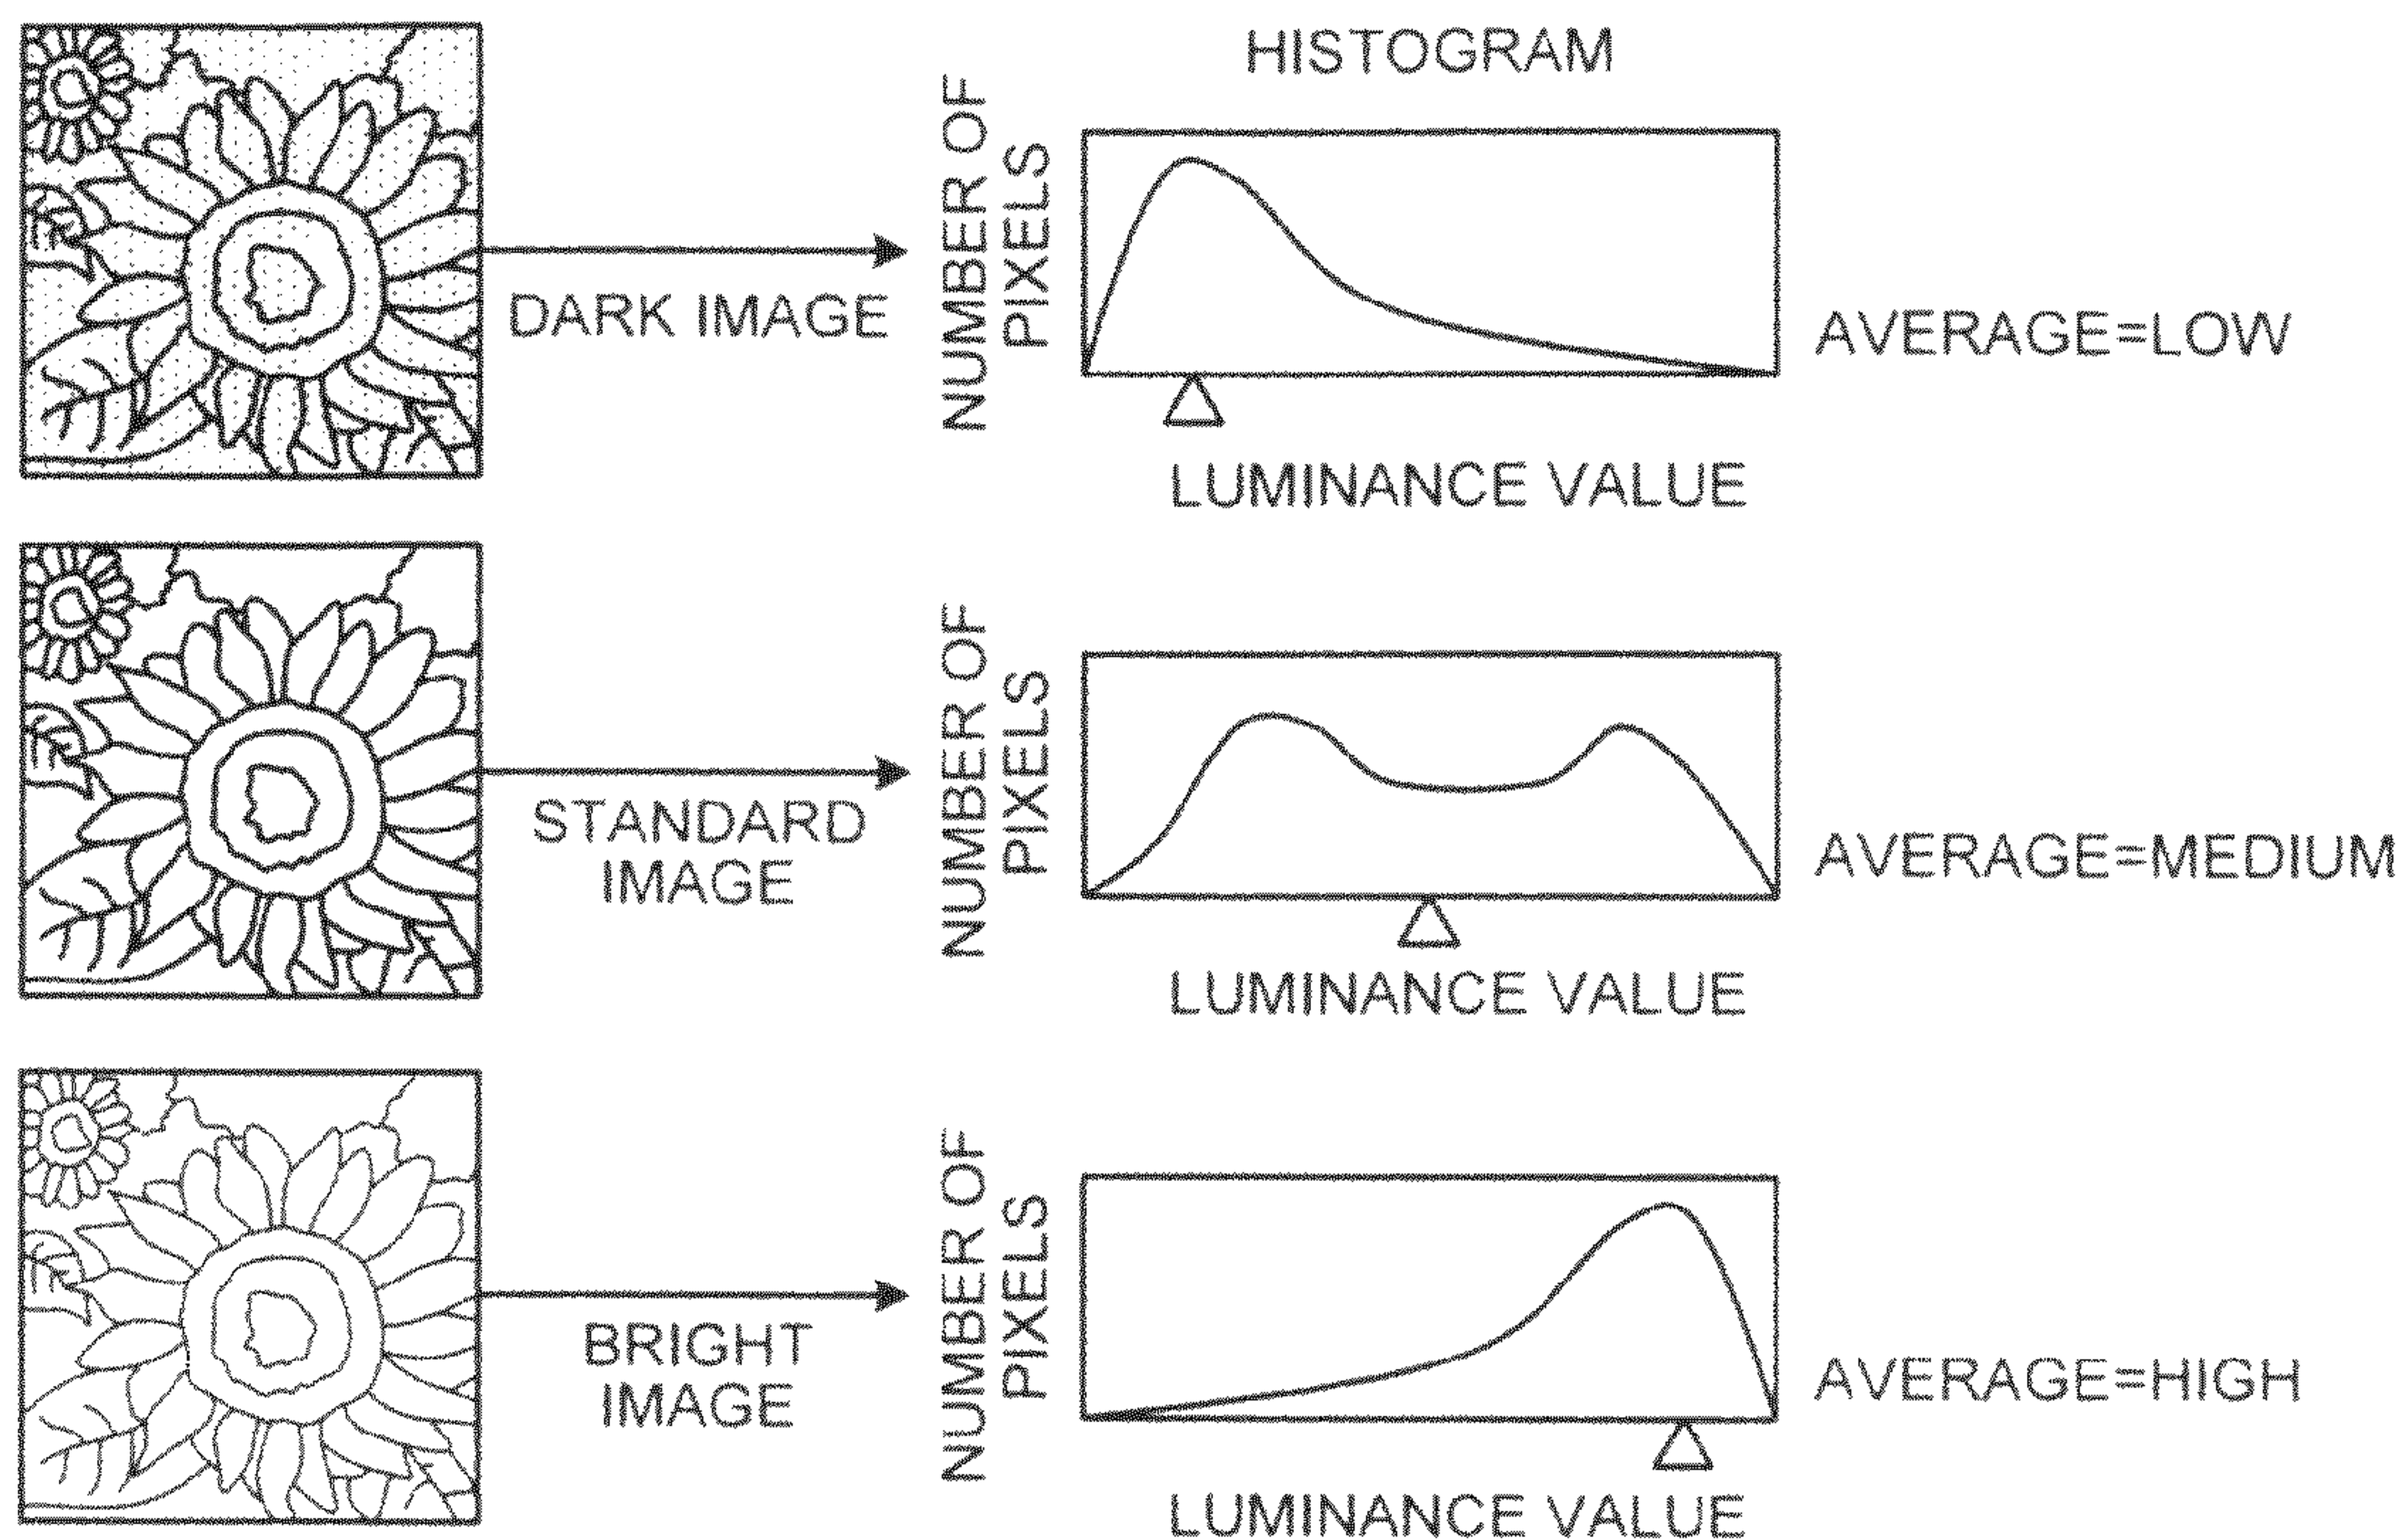 HISTOGRAM
NUMBER OF
PIXELS
DARK IMAGE
AVERAGE=LOW
LUMINANCE VALUE
NUMBER OF
PIXELS
STANDARD
IMAGE
AVERAGE=MEDIUM
LUMINANCE VALUE
NUMBER OF
PIXELS
BRIGHT
IMAGE
AVERAGE=HIGH
LUMINANCE VALUE